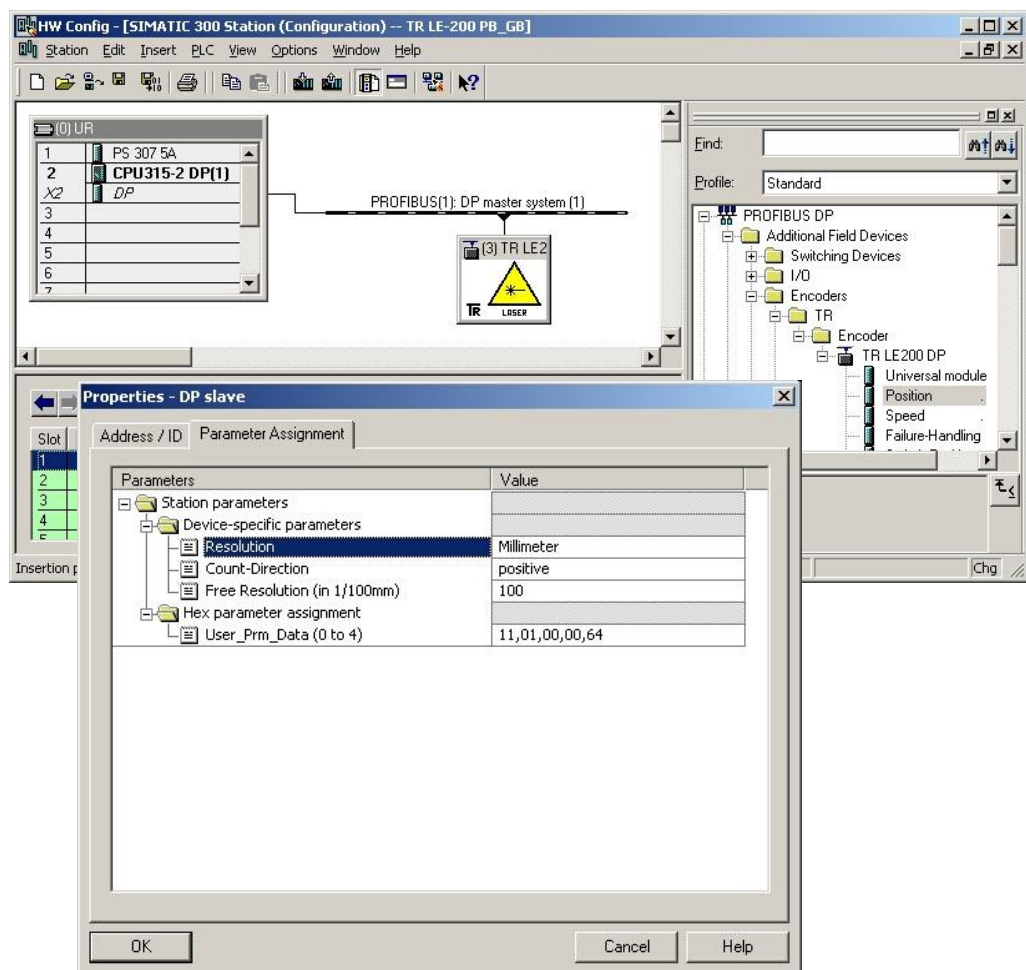 HW Config - [SIMATIC 300 Station (Configuration) -- TR LE-200 PB_GB]
Station Edit Insert PLC View Options Window Help
(0) UR
1 PS 307 5A
2 CPU315-2 DP(1)
X2 DP
3
4
5
6
7
PROFIBUS(1): DP master system (1)
(3) TR LE2
TR LASER
Find:
Profile: Standard
PROFIBUS DP
Additional Field Devices
Switching Devices
I/O
Encoders
TR
Encoder
TR LE200 DP
Universal module
Position .
Speed .
Failure-Handling
Slot
1
2
3
4
5
Insertion p
Chg
Properties - DP slave
Address / ID Parameter Assignment
Parameters Value
Station parameters
Device-specific parameters
Resolution Millimeter
Count-Direction positive
Free Resolution (in 1/100mm) 100
Hex parameter assignment
User_Prm_Data (0 to 4) 11,01,00,00,64
OK Cancel Help